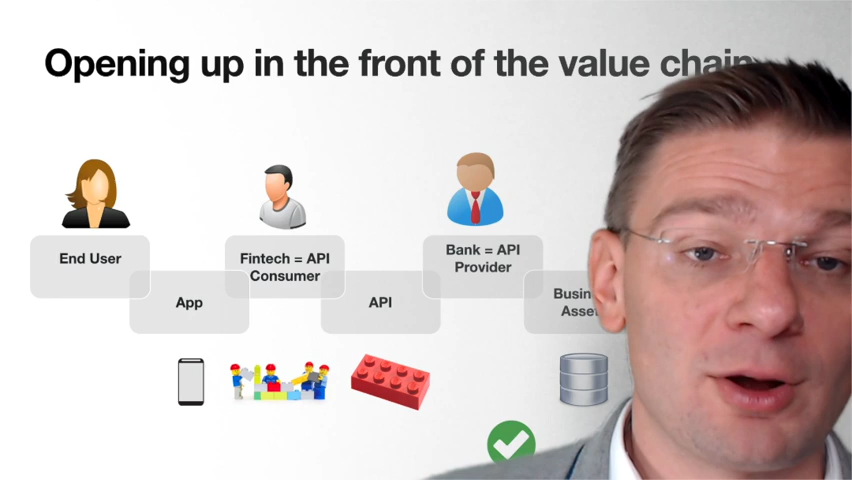 Opening up in the front of the value chain
End User
Fintech = API
Consumer
Bank = API
Provider
App
API